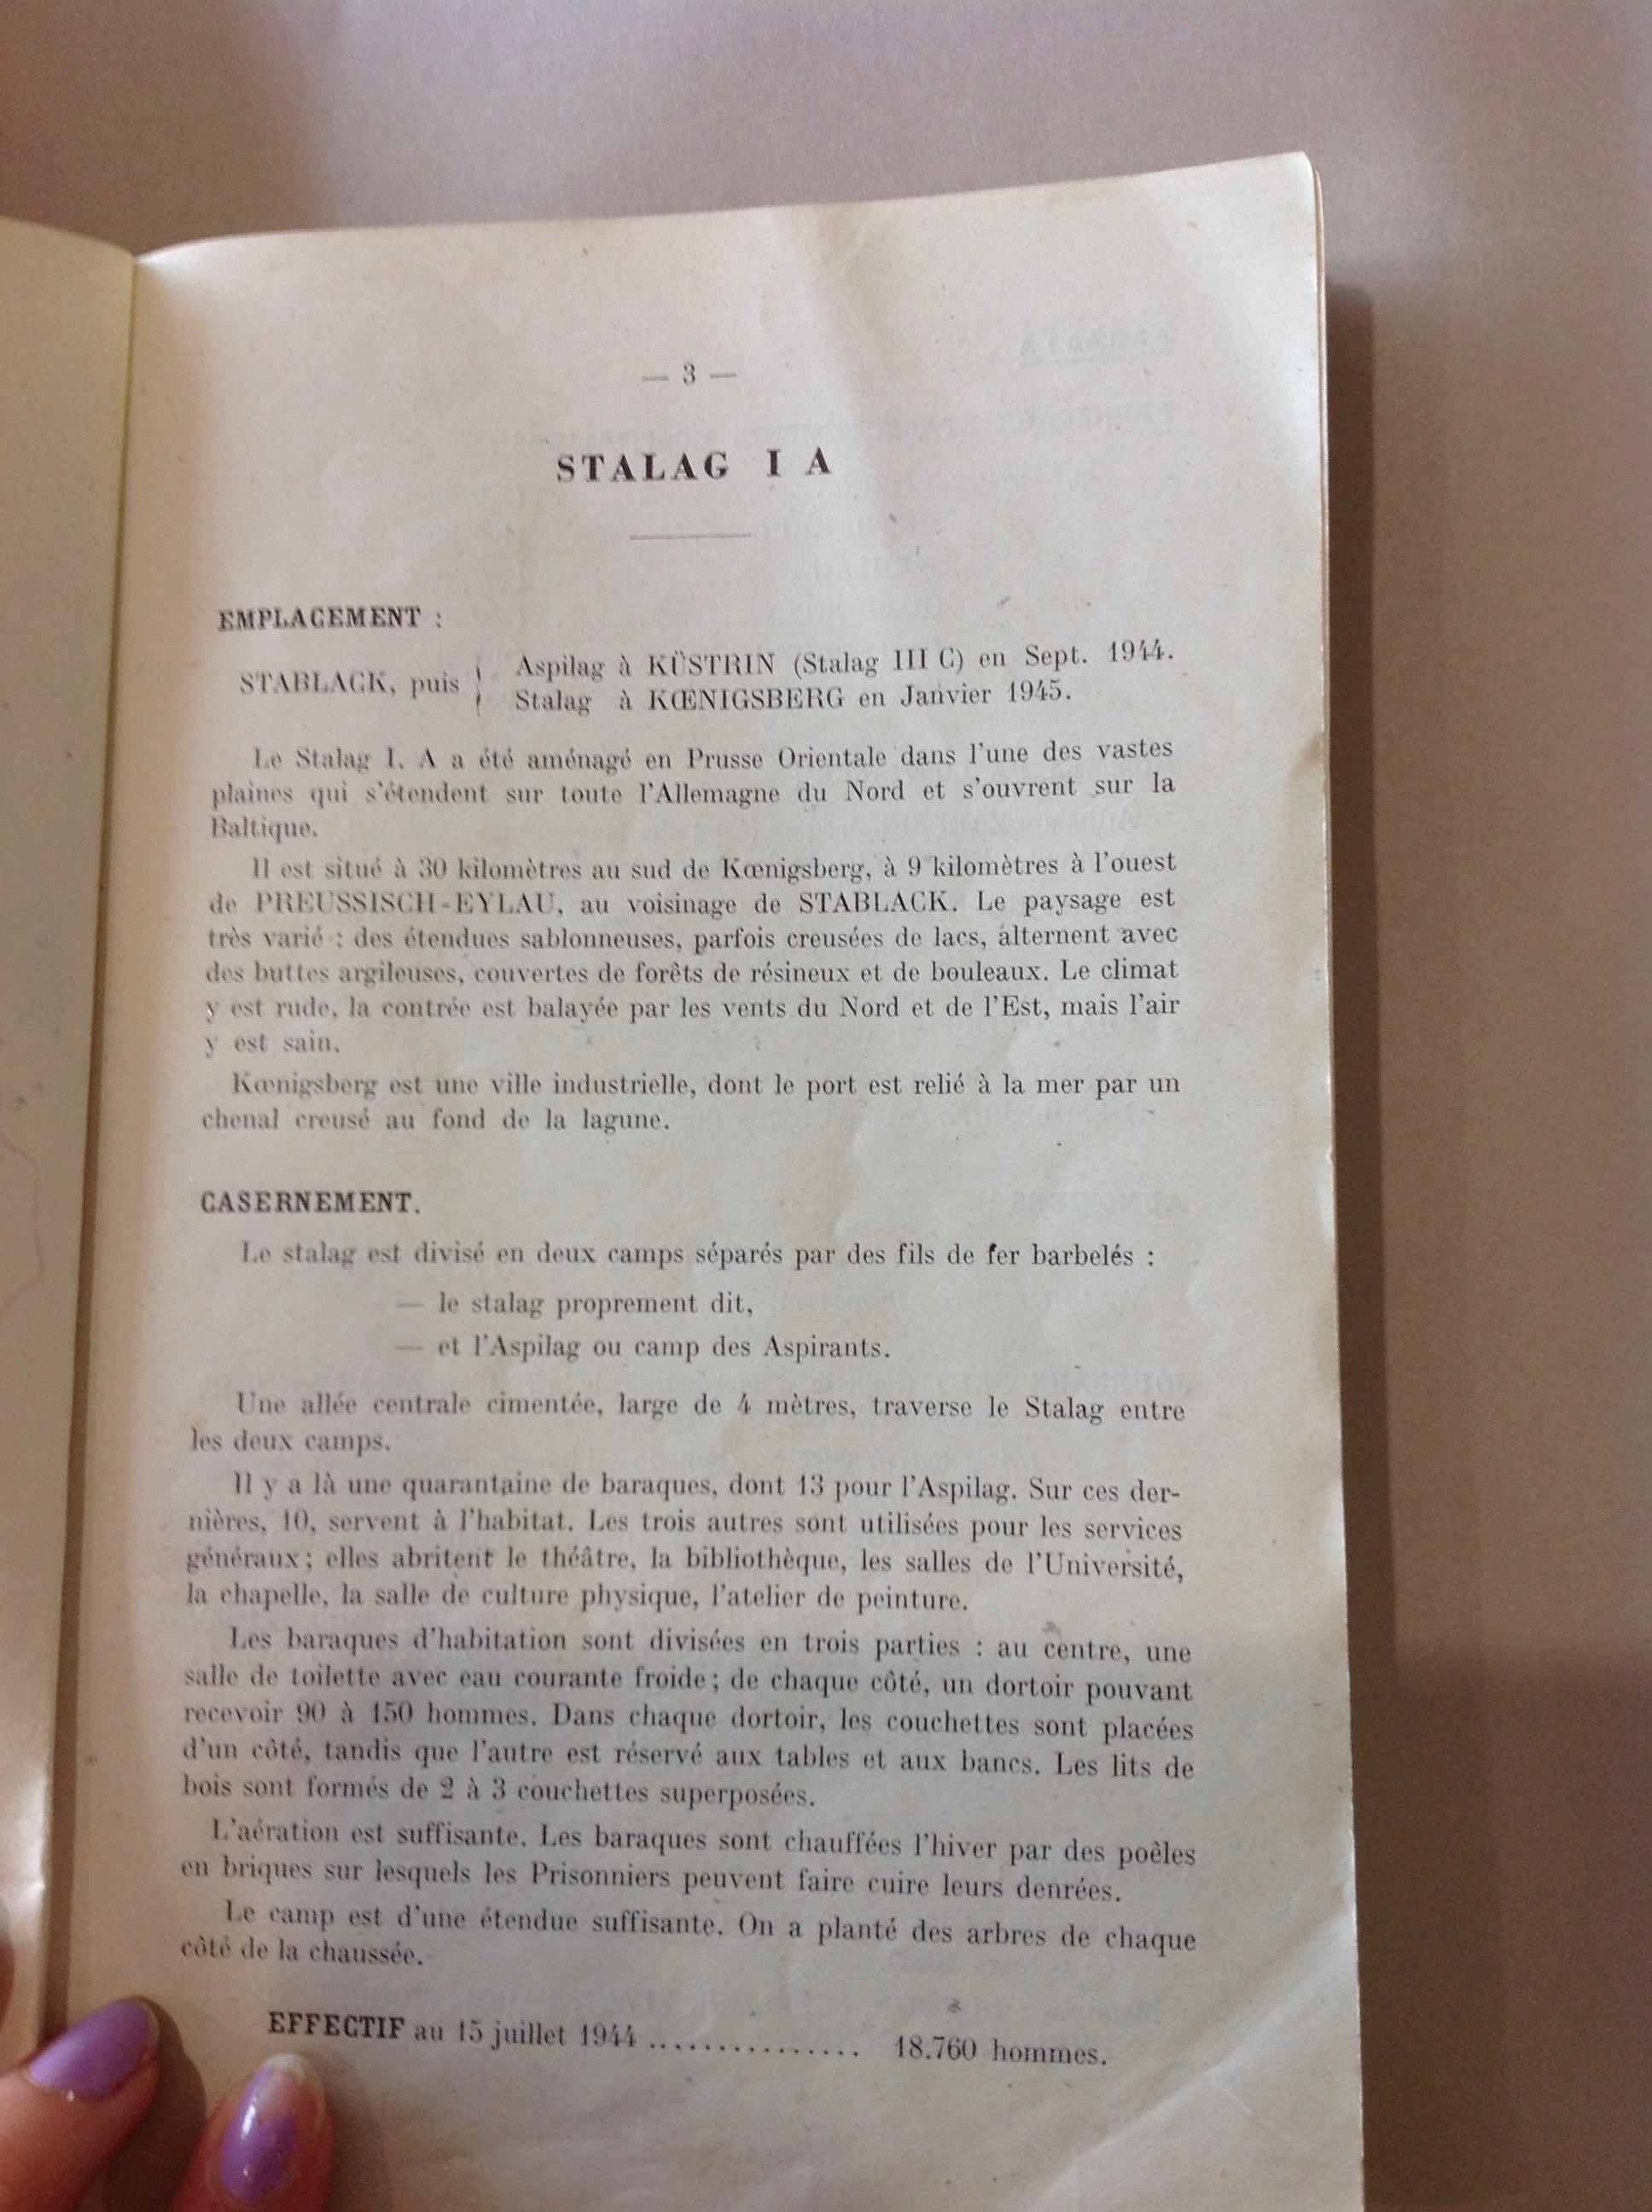 — 3 —
STALAG I A
EMPLACEMENT :
STABLACK, puis { Aspilag à KÜSTRIN (Stalag III C) en Sept. 1944.
Stalag à KŒNIGSBERG en Janvier 1945.
Le Stalag I. A a été aménagé en Prusse Orientale dans l'une des vastes
plaines qui s'étendent sur toute l'Allemagne du Nord et s'ouvrent sur la
Baltique.
Il est situé à 30 kilomètres au sud de Kœnigsberg, à 9 kilomètres à l'ouest
de PREUSSISCH-EYLAU, au voisinage de STABLACK. Le paysage est
très varié : des étendues sablonneuses, parfois creusées de lacs, alternent avec
des buttes argileuses, couvertes de forêts de résineux et de bouleaux. Le climat
y est rude, la contrée est balayée par les vents du Nord et de l'Est, mais l'air
y est sain.
Kœnigsberg est une ville industrielle, dont le port est relié à la mer par un
chenal creusé au fond de la lagune.
CASERNEMENT.
Le stalag est divisé en deux camps séparés par des fils de fer barbelés :
— le stalag proprement dit,
— et l'Aspilag ou camp des Aspirants.
Une allée centrale cimentée, large de 4 mètres, traverse le Stalag entre
les deux camps.
Il y a là une quarantaine de baraques, dont 13 pour l'Aspilag. Sur ces der-
nières, 10, servent à l'habitat. Les trois autres sont utilisées pour les services
généraux ; elles abritent le théâtre, la bibliothèque, les salles de l'Université,
la chapelle, la salle de culture physique, l'atelier de peinture.
Les baraques d'habitation sont divisées en trois parties : au centre, une
salle de toilette avec eau courante froide ; de chaque côté, un dortoir pouvant
recevoir 90 à 150 hommes. Dans chaque dortoir, les couchettes sont placées
d'un côté, tandis que l'autre est réservé aux tables et aux bancs. Les lits de
bois sont formés de 2 à 3 couchettes superposées.
L'aération est suffisante. Les baraques sont chauffées l'hiver par des poêles
en briques sur lesquels les Prisonniers peuvent faire cuire leurs denrées.
Le camp est d'une étendue suffisante. On a planté des arbres de chaque
côté de la chaussée.
EFFECTIF au 15 juillet 1944 ............... 18.760 hommes.